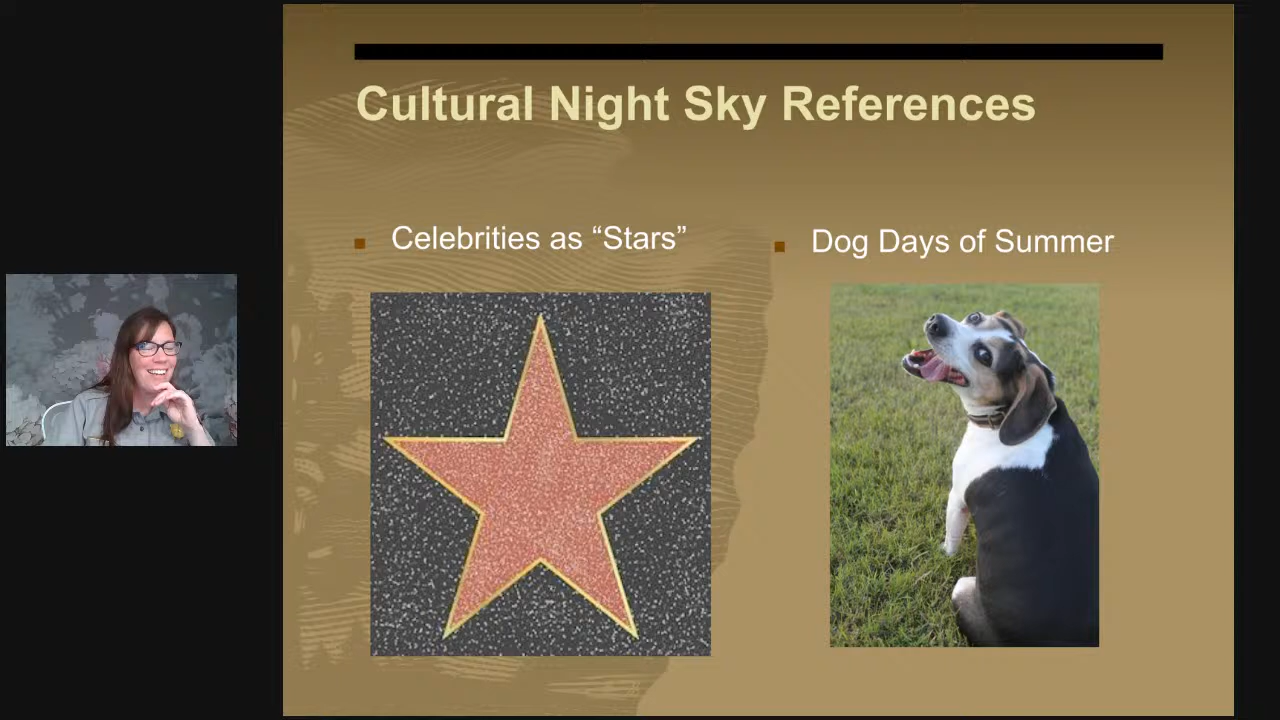 Cultural Night Sky References
Celebrities as “Stars”
Dog Days of Summer